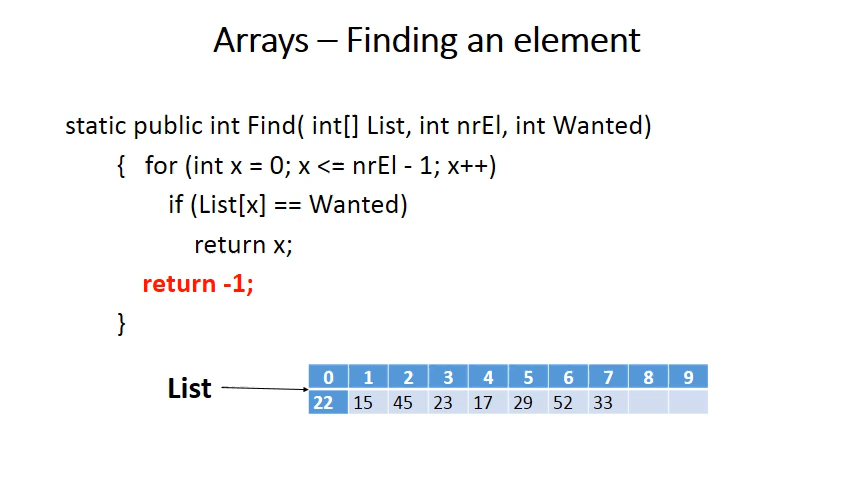 Arrays – Finding an element
static public int Find( int[] List, int nrEl, int Wanted)
{ for (int x = 0; x <= nrEl - 1; x++)
if (List[x] == Wanted)
return x;
return -1;
}
List
0 1 2 3 4 5 6 7 8 9
22 15 45 23 17 29 52 33